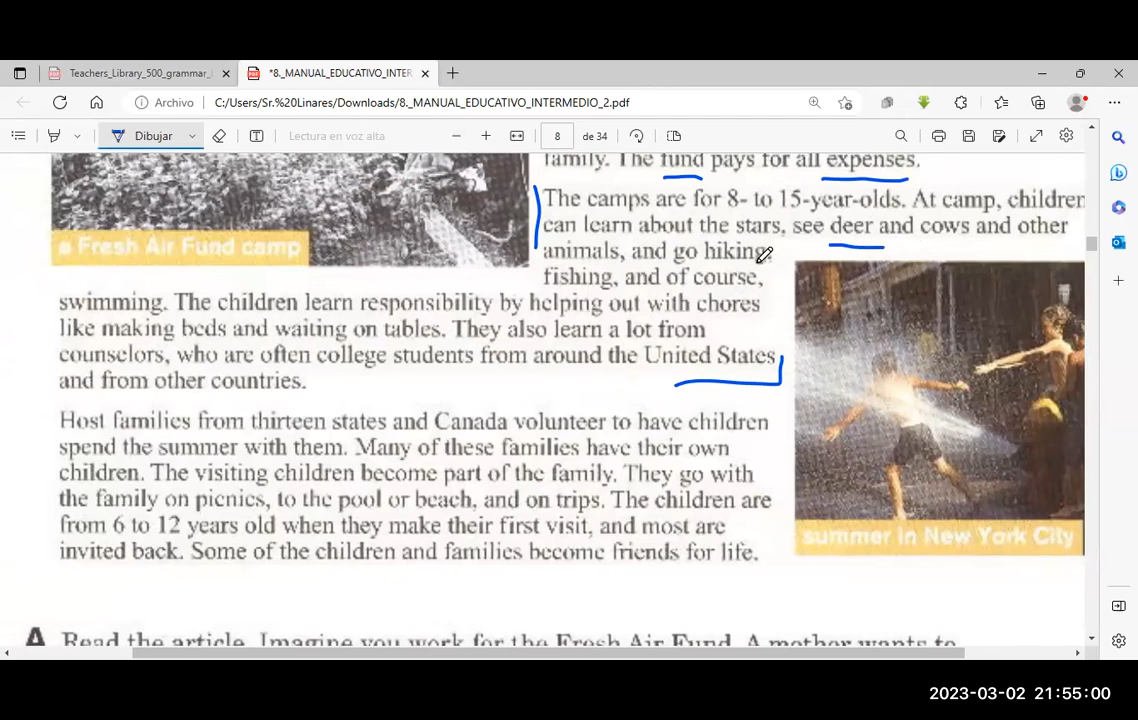 Teachers_Library_500_grammar_
*8._MANUAL_EDUCATIVO_INTER
Archivo
C:/Users/Sr.%20Linares/Downloads/8._MANUAL_EDUCATIVO_INTERMEDIO_2.pdf
Dibujar
Lectura en voz alta
8
de 34
family. The fund pays for all expenses.
The camps are for 8- to 15-year-olds. At camp, children
can learn about the stars, see deer and cows and other
animals, and go hiking,
fishing, and of course,
a Fresh Air Fund camp
swimming. The children learn responsibility by helping out with chores
like making beds and waiting on tables. They also learn a lot from
counselors, who are often college students from around the United States
and from other countries.
Host families from thirteen states and Canada volunteer to have children
spend the summer with them. Many of these families have their own
children. The visiting children become part of the family. They go with
the family on picnics, to the pool or beach, and on trips. The children are
from 6 to 12 years old when they make their first visit, and most are
invited back. Some of the children and families become friends for life.
summer in New York City
A Read the article. Imagine you work for the Fresh Air Fund. A mother wants to
2023-03-02 21:55:00